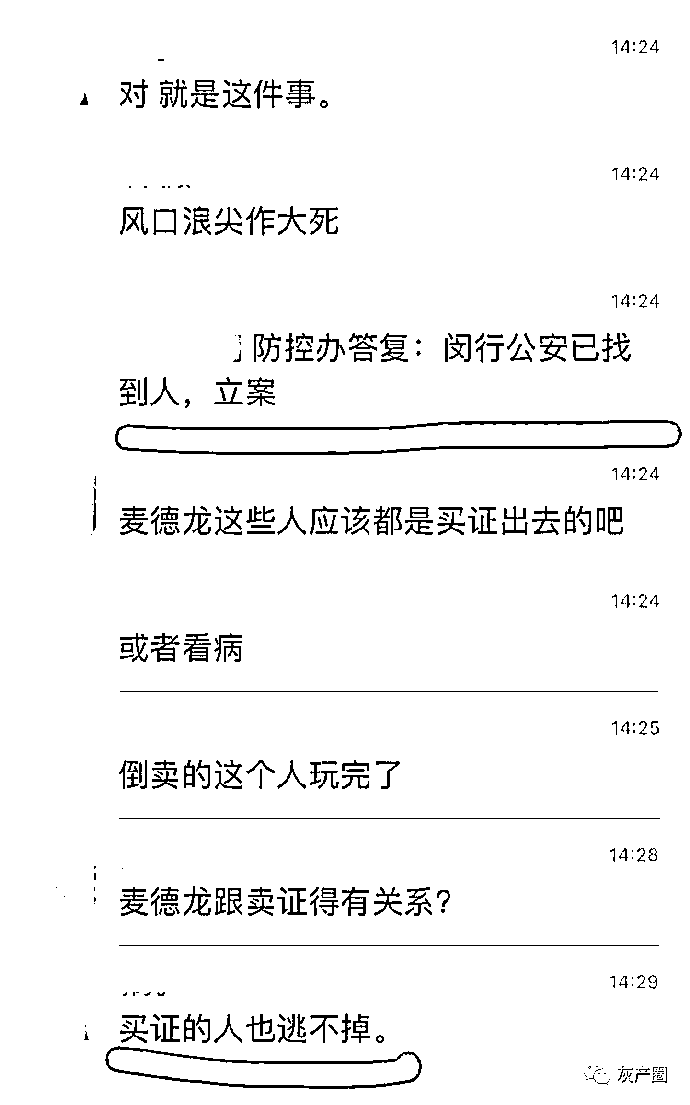 14:24
对 就是这件事。
14:24
风口浪尖作大死
14:24
防控办答复：闵行公安已找
到人，立案
14:24
麦德龙这些人应该都是买证出去的吧
14:24
或者看病
14:25
倒卖的这个人玩完了
14:28
麦德龙跟卖证得有关系？
14:29
买证的人也逃不掉。
灰产圈